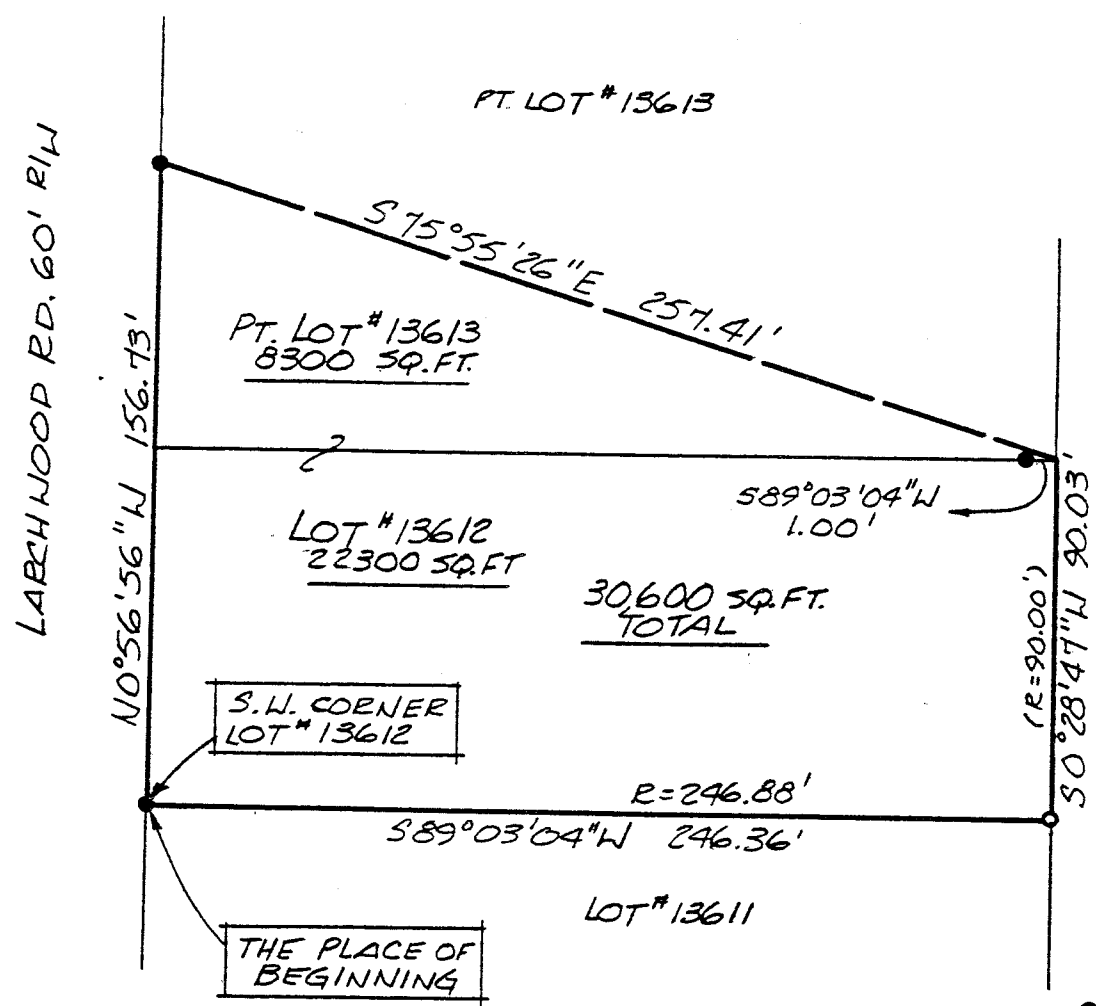 PT. LOT # 13613
LARCHWOOD RD. 60' R/W
S 75°55'26"E 257.41'
PT. LOT # 13613
8300 SQ.FT.
N0°56'56"W 156.73'
S89°03'04"W
1.00'
LOT # 13612
22300 SQ.FT
30,600 SQ.FT.
TOTAL
(R=90.00')
S0°28'47"W 90.03'
S.W. CORNER
LOT # 13612
R=246.88'
S89°03'04"W 246.36'
LOT # 13611
THE PLACE OF
BEGINNING